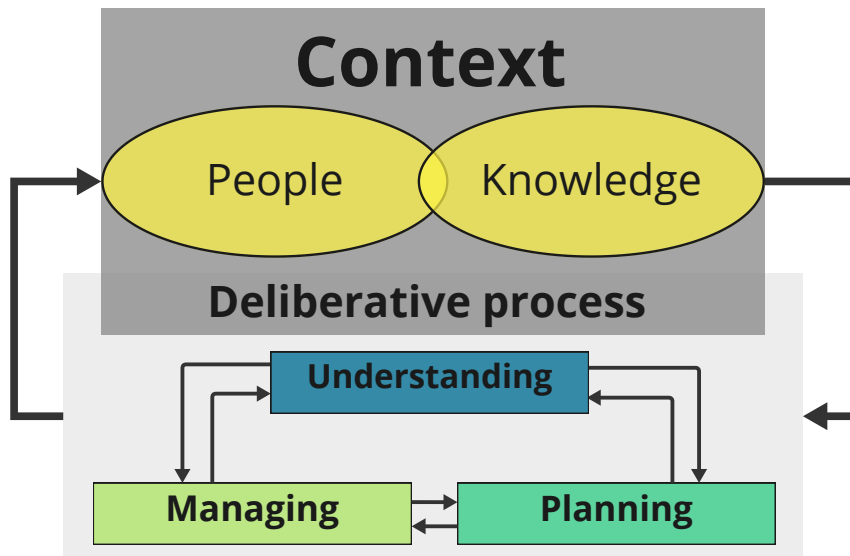 Context
People Knowledge
Deliberative process
Understanding
Managing Planning